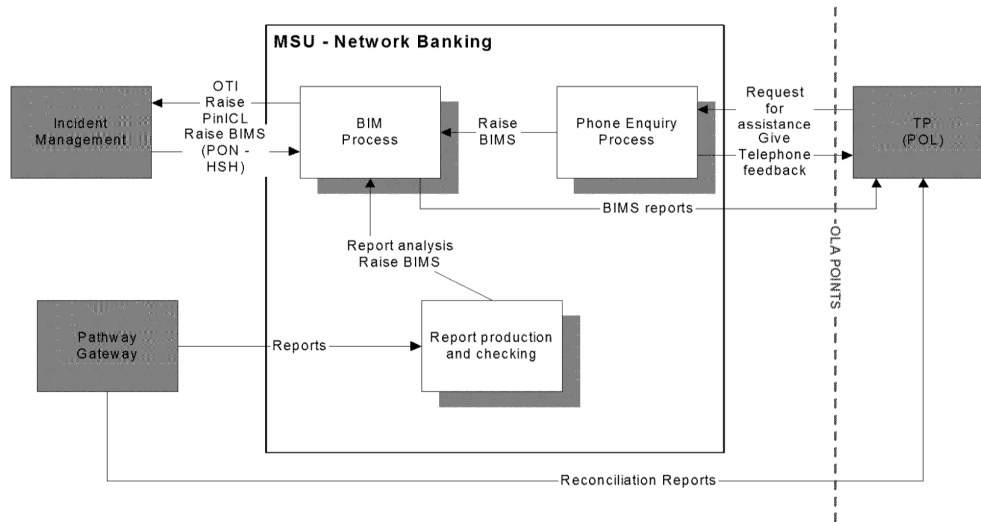 MSU - Network Banking
Incident
Management
OTI
Raise
PinICL
Raise BIMS
(PON -
HSH)
BIM
Process
Raise
BIMS
Phone Enquiry
Process
Request
for
assistance
Give
Telephone
feedback
TP
(POL)
BIMS reports
OLA POINTS
Report analysis
Raise BIMS
Pathway
Gateway
Reports
Report production
and checking
Reconciliation Reports